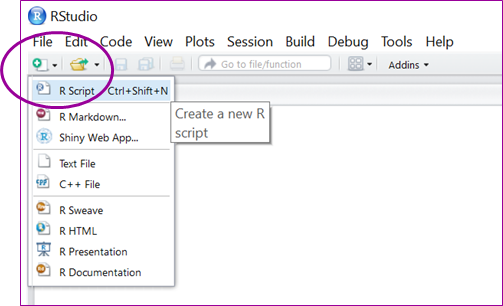 RStudio
File Edit Code View Plots Session Build Debug Tools Help
Go to file/function Addins
R Script Ctrl+Shift+N
R Markdown...
Shiny Web App...
Text File
C++ File
R Sweave
R HTML
R Presentation
R Documentation
Create a new R
script